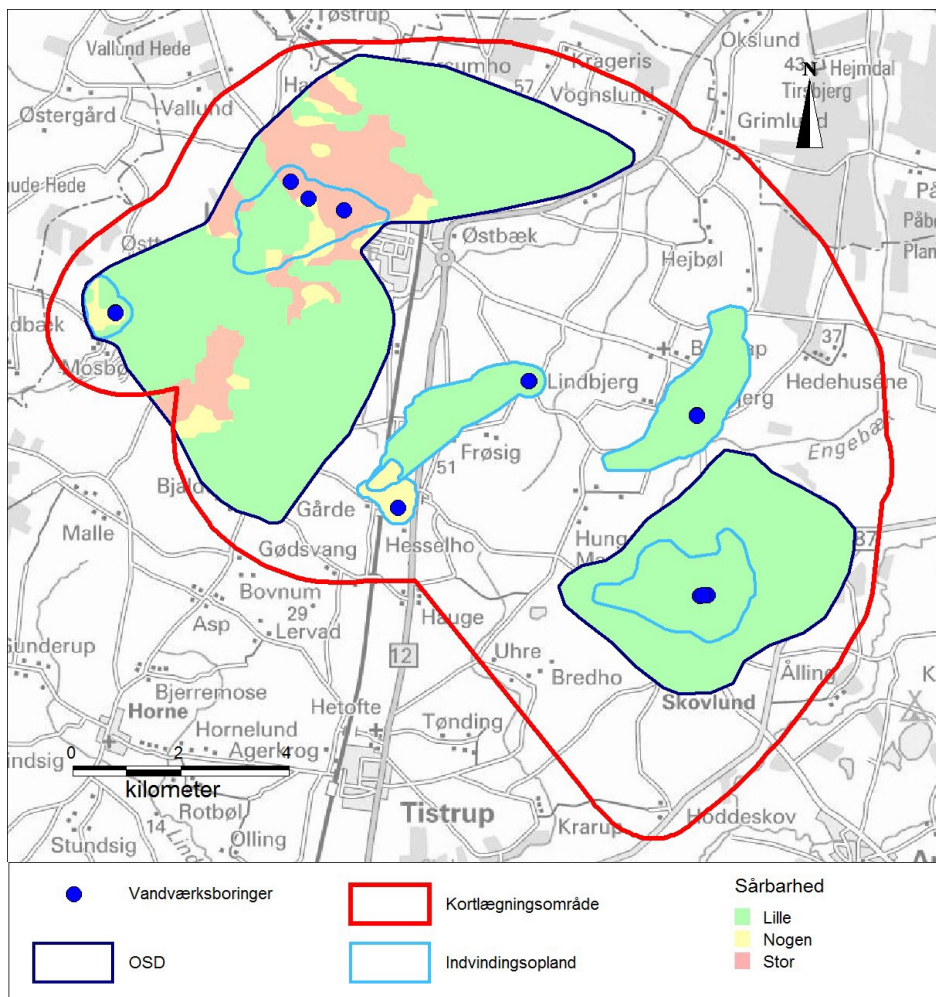 Tøstrup
Vallund Hede
Krageris
Okslund
43
Hejmdal
N
Tirsbjerg
57
Vognslund
Vallund
Østergård
Grimlund
Østbæk
Hejbøl
37
Hedehusene
Lindbjerg
Engebæk
Frøsig
51
Gårde
Malle
Hesselho
Gødsvang
Bovnum
29
Lervad
Asp
Hauge
12
Uhre
Bredho
Ålling
Skovlund
Bjerremose
Horne
Hetofte
Tønding
Hornelund
Agerkrog
0 2 4
kilometer
Rotbøl
Tistrup
Krarup
Hoddeskov
14
Stundsig
Olling
Vandværksboringer
OSD
Kortlægningsområde
Indvindingsopland
Sårbarhed
Lille
Nogen
Stor